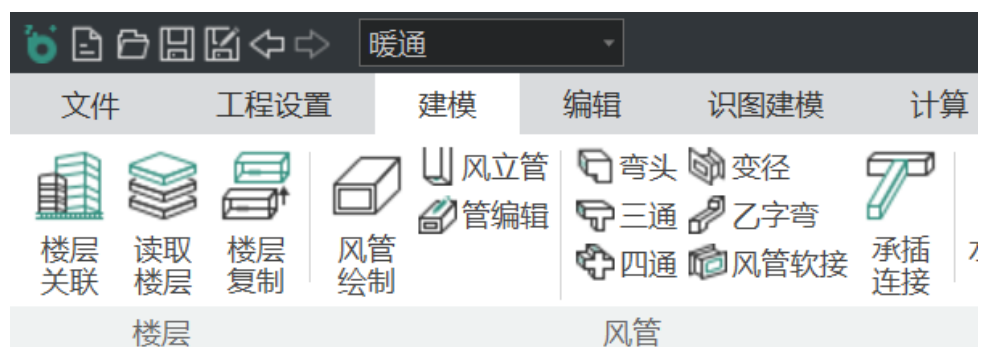 暖通
文件 工程设置 建模 编辑 识图建模 计算
楼层关联 读取楼层 楼层复制 风管绘制 风立管 管编辑 弯头 变径 三通 乙字弯 四通 风管软接 承插连接
楼层 风管